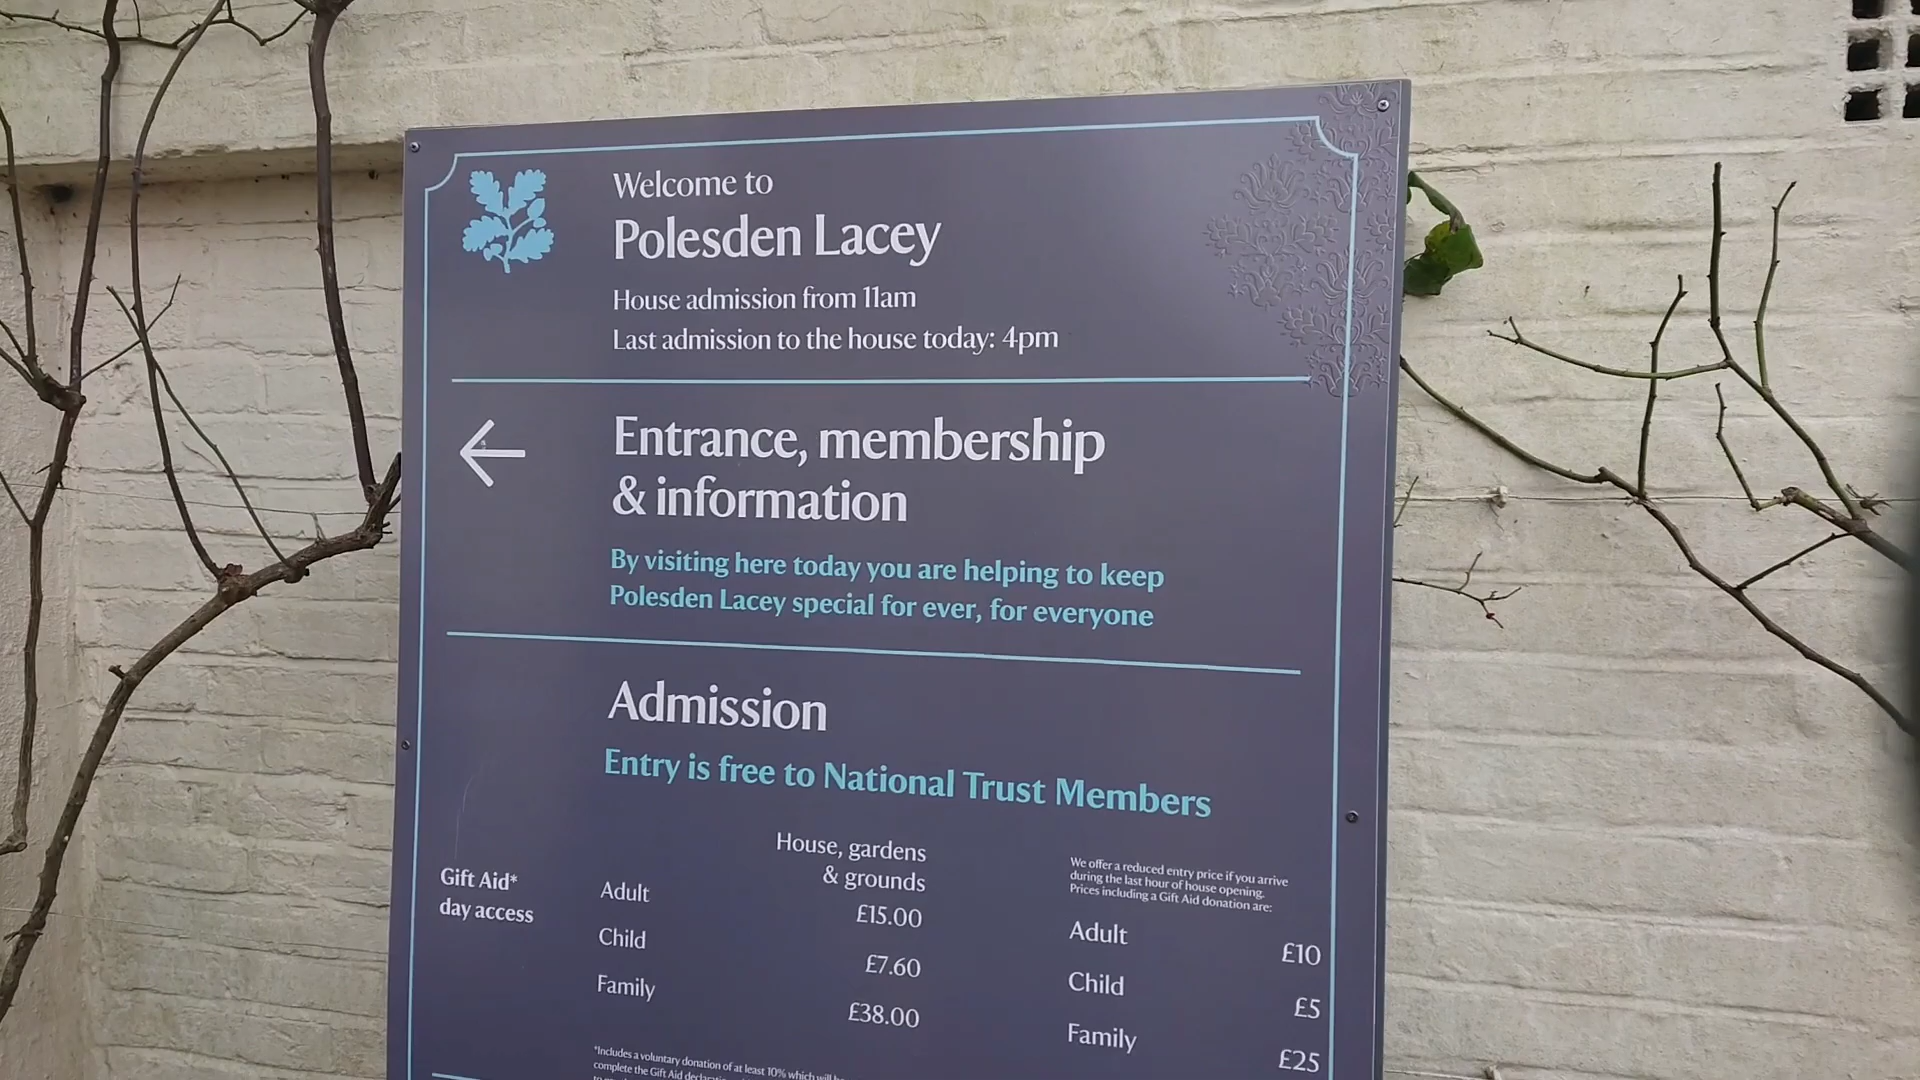 Welcome to
Polesden Lacey
House admission from 11am
Last admission to the house today: 4pm
Entrance, membership
& information
By visiting here today you are helping to keep
Polesden Lacey special for ever, for everyone
Admission
Entry is free to National Trust Members
Gift Aid*
day access
House, gardens
& grounds
Adult £15.00
Child £7.60
Family £38.00
We offer a reduced entry price if you arrive
during the last hour of house opening.
Prices including a Gift Aid donation are:
Adult £10
Child £5
Family £25
*Includes a voluntary donation of at least 10% which will
complete the Gift Aid